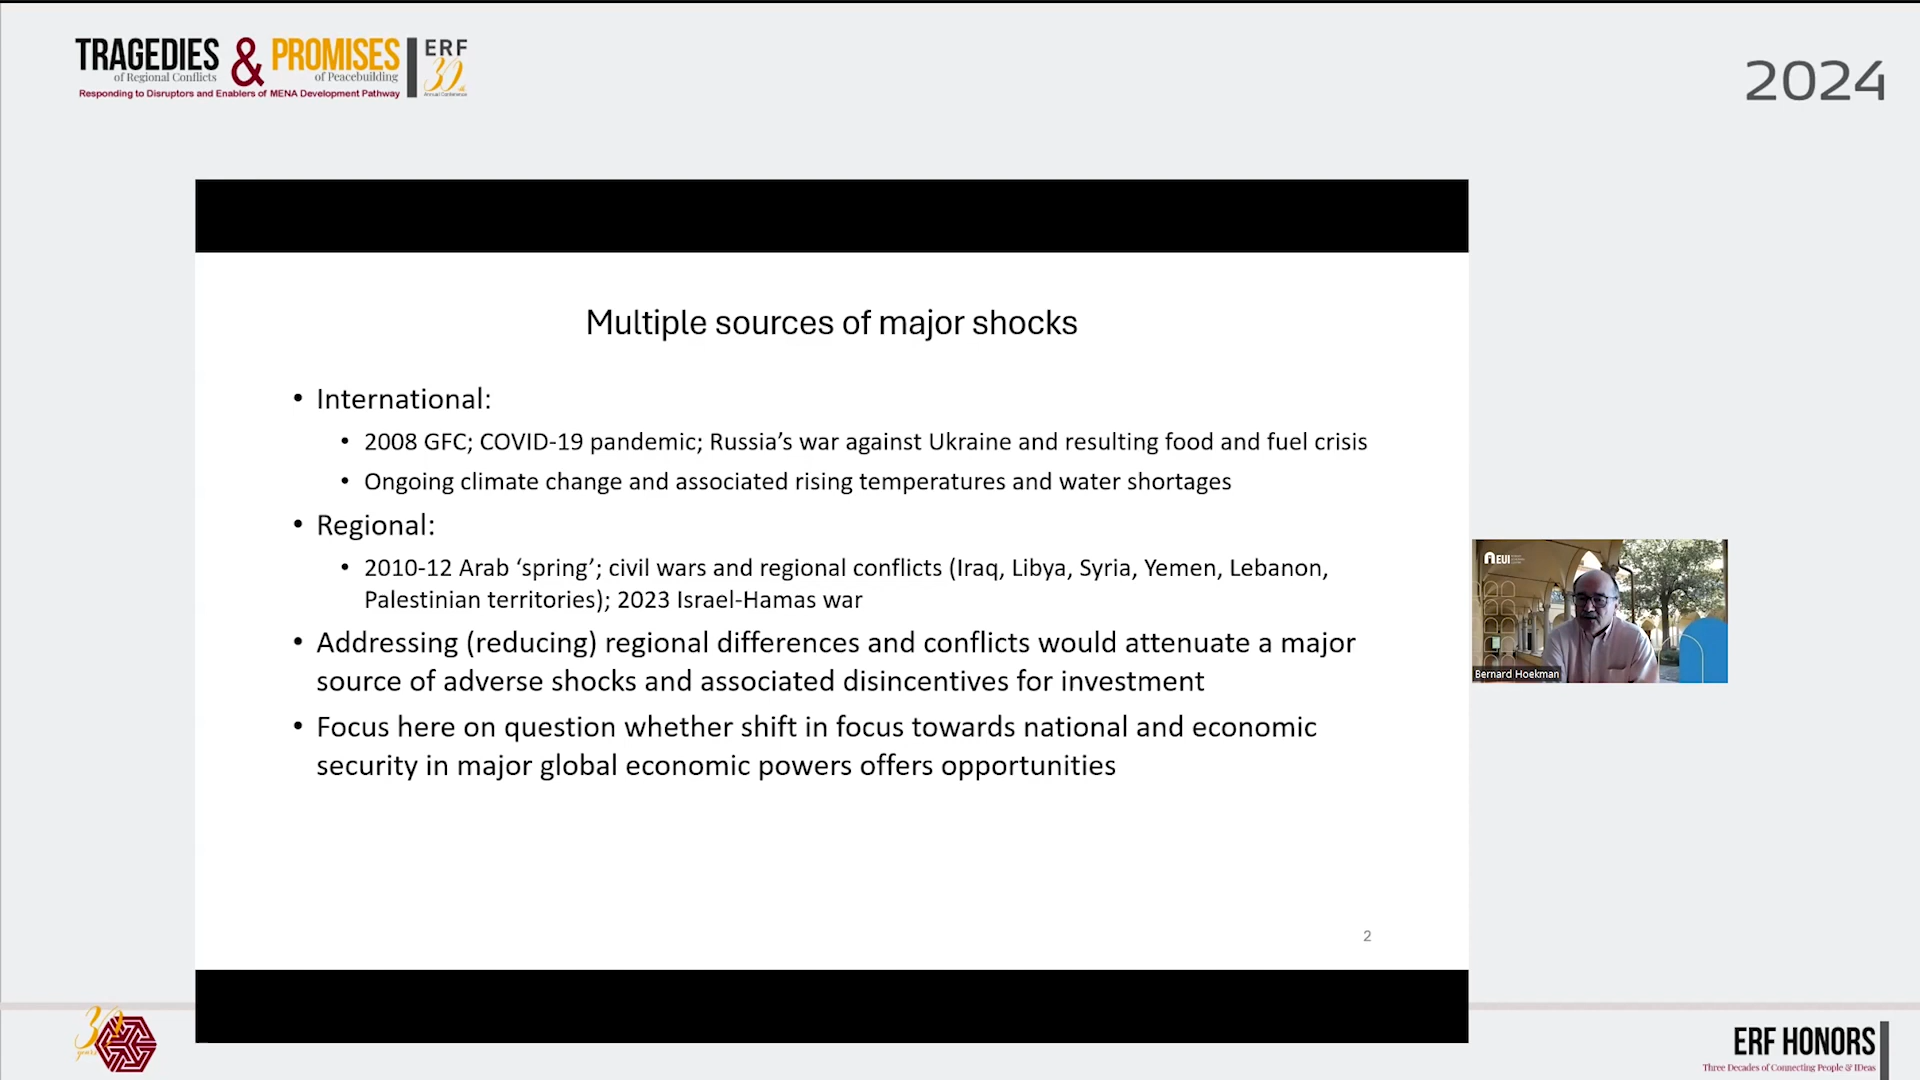 TRAGEDIES & PROMISES
of Regional Conflicts of Peacebuilding
Responding to Disruptors and Enablers of MENA Development Pathway
ERF
30th
Annual Conference
2024
Multiple sources of major shocks
• International:
• 2008 GFC; COVID-19 pandemic; Russia’s war against Ukraine and resulting food and fuel crisis
• Ongoing climate change and associated rising temperatures and water shortages
• Regional:
• 2010-12 Arab ‘spring’; civil wars and regional conflicts (Iraq, Libya, Syria, Yemen, Lebanon,
Palestinian territories); 2023 Israel-Hamas war
• Addressing (reducing) regional differences and conflicts would attenuate a major
source of adverse shocks and associated disincentives for investment
• Focus here on question whether shift in focus towards national and economic
security in major global economic powers offers opportunities
2
EUI
Bernard Hoekman
30
years
ERF HONORS
Three Decades of Connecting People & IDeas